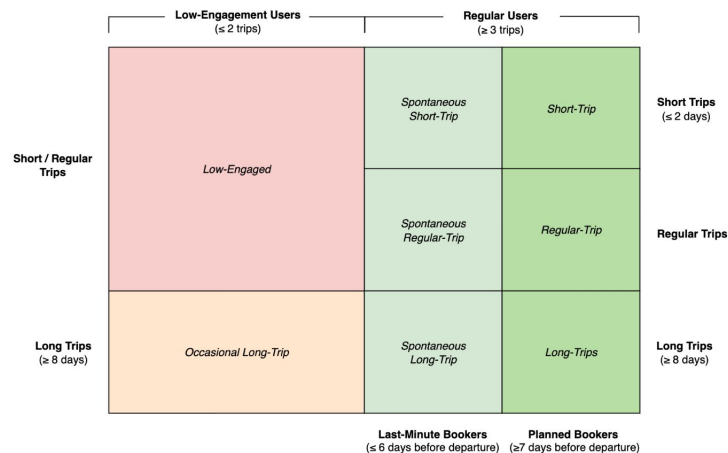 Low-Engagement Users
(≤ 2 trips)
Regular Users
(≥ 3 trips)
Short / Regular
Trips
Low-Engaged
Spontaneous
Short-Trip
Short-Trip
Short Trips
(≤ 2 days)
Spontaneous
Regular-Trip
Regular-Trip
Regular Trips
Long Trips
(≥ 8 days)
Occasional Long-Trip
Spontaneous
Long-Trip
Long-Trips
Long Trips
(≥ 8 days)
Last-Minute Bookers
(≤ 6 days before departure)
Planned Bookers
(≥7 days before departure)